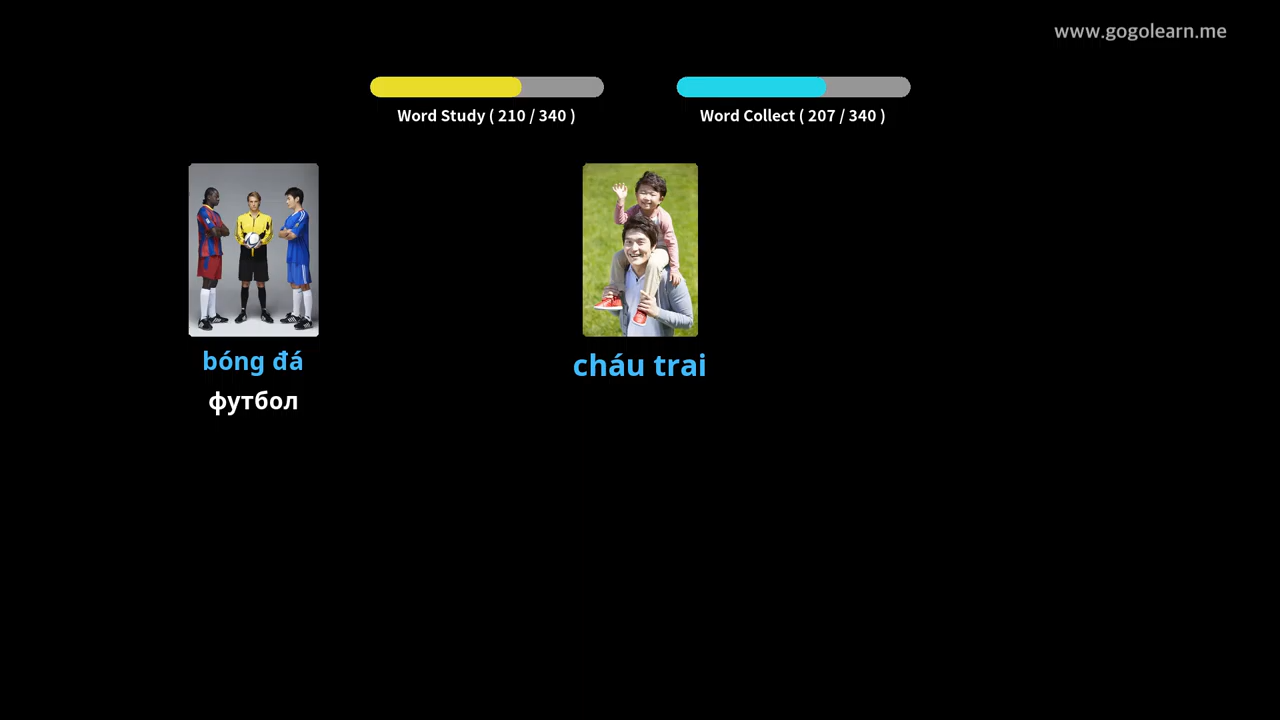 www.gogolearn.me
Word Study ( 210 / 340 )
Word Collect ( 207 / 340 )
bóng đá
футбол
cháu trai